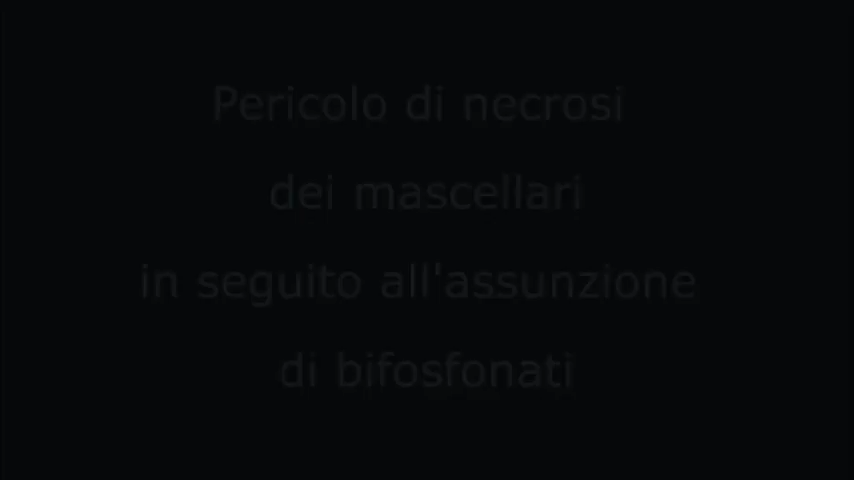 Pericolo di necrosi
dei mascellari
in seguito all'assunzione
di bifosfonati